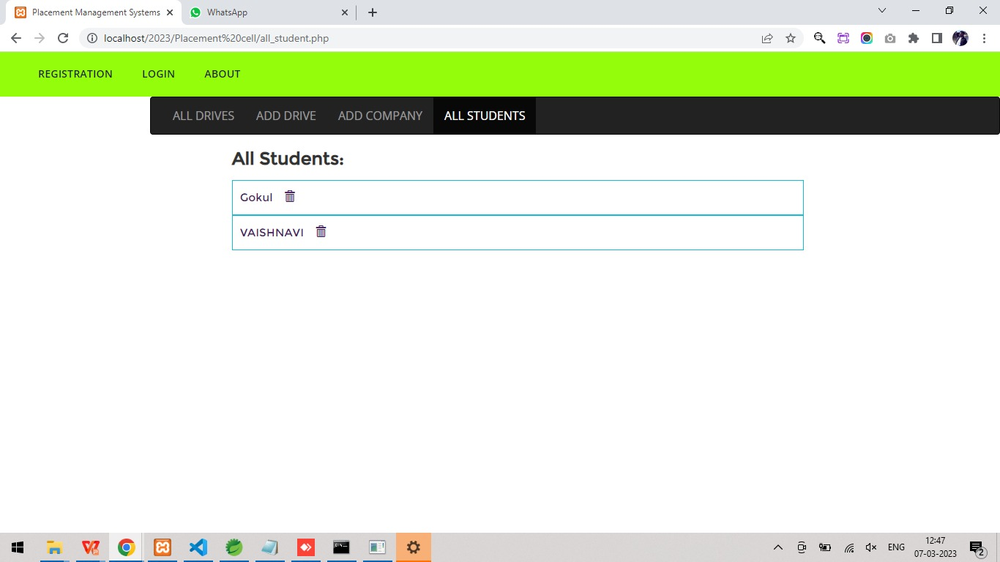 Placement Management Systems
WhatsApp
localhost/2023/Placement%20cell/all_student.php
REGISTRATION LOGIN ABOUT
ALL DRIVES ADD DRIVE ADD COMPANY ALL STUDENTS
All Students:
Gokul
VAISHNAVI
ENG
12:47
07-03-2023
2